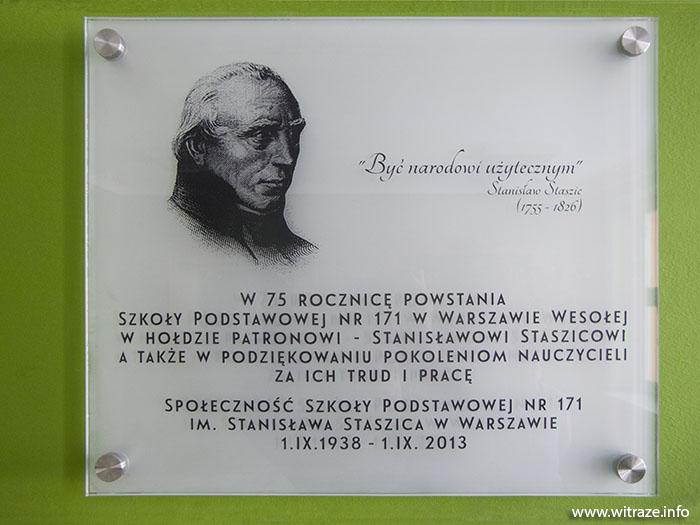 "Być narodowi użytecznym"
Stanisław Staszic
(1755 - 1826)
W 75 ROCZNICĘ POWSTANIA
SZKOŁY PODSTAWOWEJ NR 171 W WARSZAWIE WESOŁEJ
W HOŁDZIE PATRONOWI - STANISŁAWOWI STASZICOWI
A TAKŻE W PODZIĘKOWANIU POKOLENIOM NAUCZYCIELI
ZA ICH TRUD I PRACĘ
SPOŁECZNOŚĆ SZKOŁY PODSTAWOWEJ NR 171
IM. STANISŁAWA STASZICA W WARSZAWIE
1.IX.1938 - 1.IX. 2013
www.witraze.info